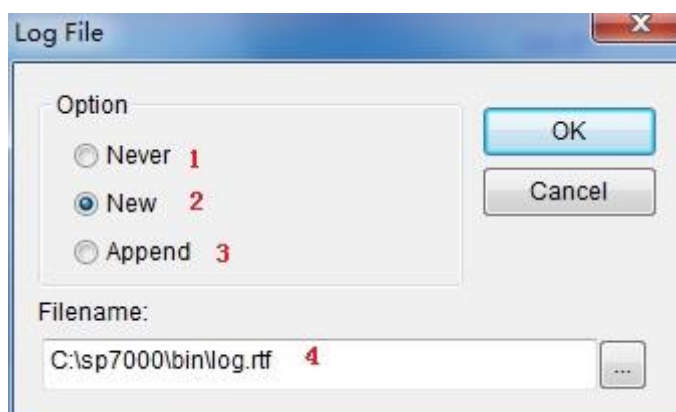 Log File
Option
Never 1
OK
New 2
Cancel
Append 3
Filename:
C:\sp7000\bin\log.rtf 4
...